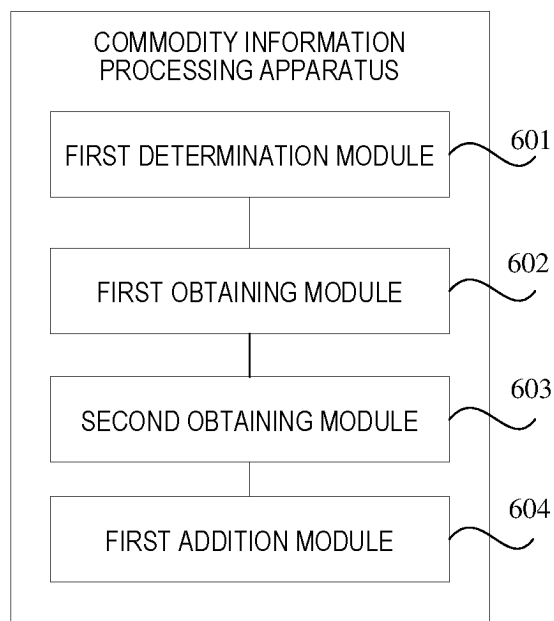 COMMODITY INFORMATION
PROCESSING APPARATUS
FIRST DETERMINATION MODULE
601
FIRST OBTAINING MODULE
602
SECOND OBTAINING MODULE
603
FIRST ADDITION MODULE
604